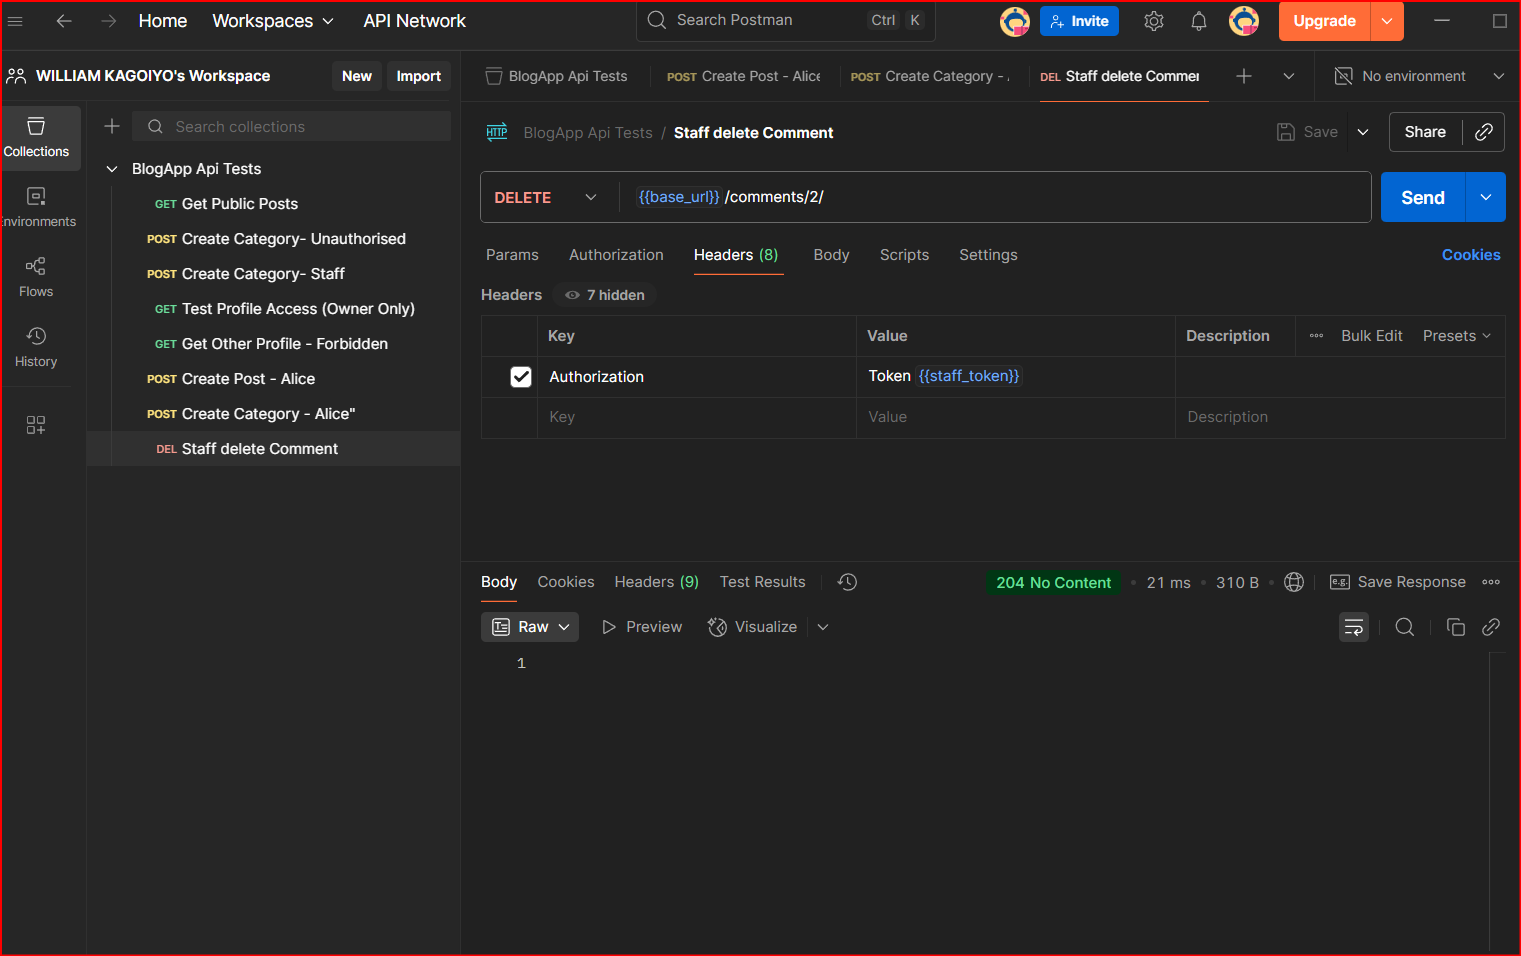 Home Workspaces API Network Search Postman Ctrl K Invite Upgrade
WILLIAM KAGOIYO's Workspace New Import
BlogApp Api Tests POST Create Post - Alice POST Create Category - DEL Staff delete Commer No environment
Collections
Search collections
HTTP BlogApp Api Tests / Staff delete Comment Save Share
BlogApp Api Tests
GET Get Public Posts
POST Create Category- Unauthorised
POST Create Category- Staff
GET Test Profile Access (Owner Only)
GET Get Other Profile - Forbidden
POST Create Post - Alice
POST Create Category - Alice"
DEL Staff delete Comment
nvironments
Flows
History
DELETE {{base_url}} /comments/2/ Send
Params Authorization Headers (8) Body Scripts Settings Cookies
Headers 7 hidden
Key Value Description Bulk Edit Presets
Authorization Token {{staff_token}}
Key Value Description
Body Cookies Headers (9) Test Results 204 No Content 21 ms 310 B e.g. Save Response
Raw Preview Visualize
1